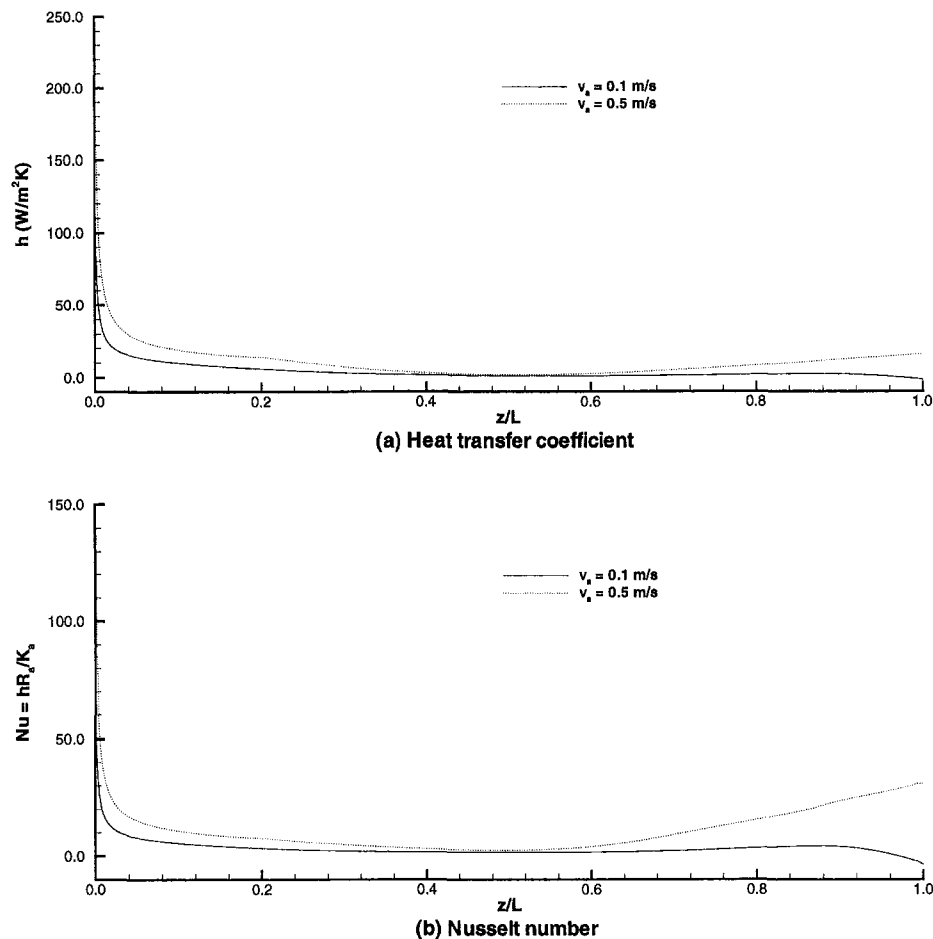 250.0
200.0
150.0
100.0
50.0
0.0
h (W/m²K)
vₐ = 0.1 m/s
vₐ = 0.5 m/s
0.0 0.2 0.4 0.6 0.8 1.0
z/L
(a) Heat transfer coefficient
150.0
100.0
50.0
0.0
Nu = hRₐ/Kₐ
vₐ = 0.1 m/s
vₐ = 0.5 m/s
0.0 0.2 0.4 0.6 0.8 1.0
z/L
(b) Nusselt number